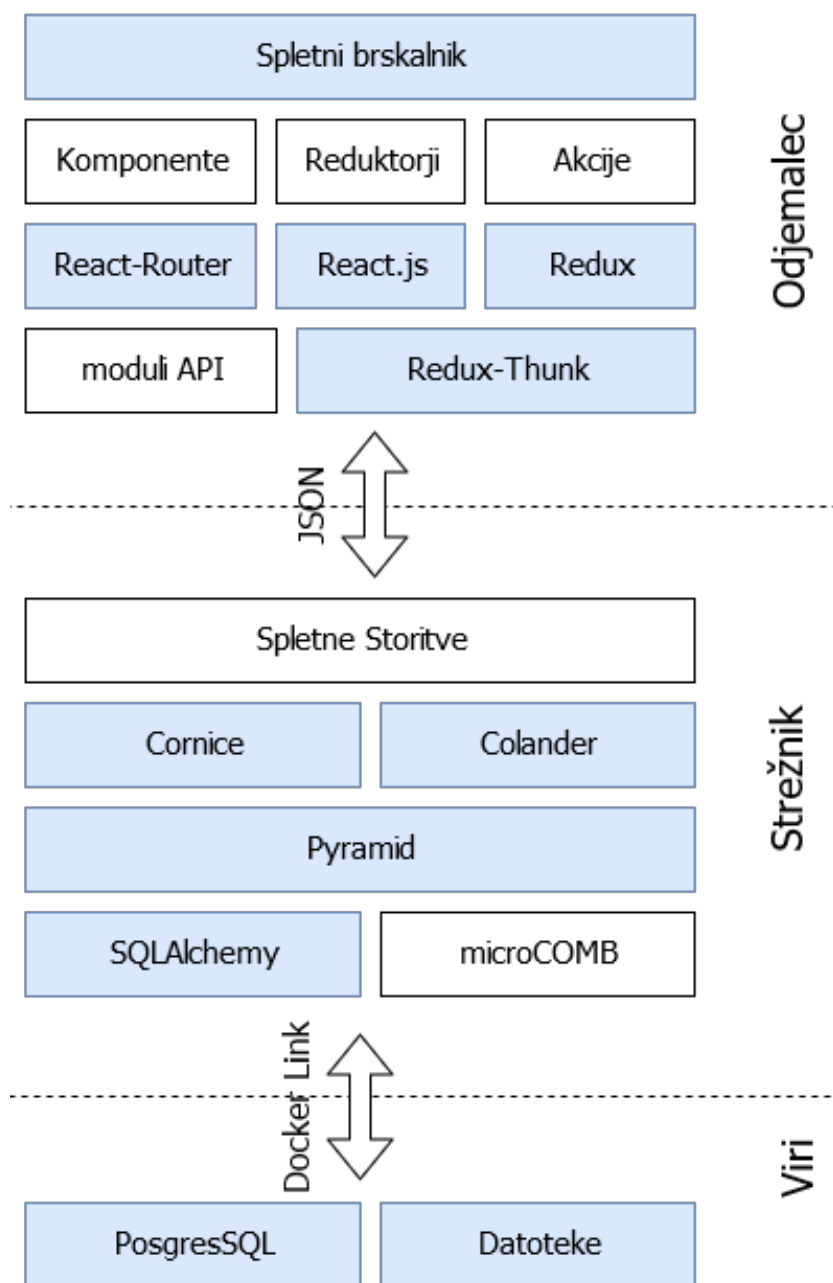 Spletni brskalnik
Komponente
Reduktorji
Akcije
React-Router
React.js
Redux
moduli API
Redux-Thunk
Odjemalec
JSON
Spletne Storitve
Cornice
Colander
Pyramid
SQLAlchemy
microCOMB
Strežnik
Docker Link
PosgresSQL
Datoteke
Viri